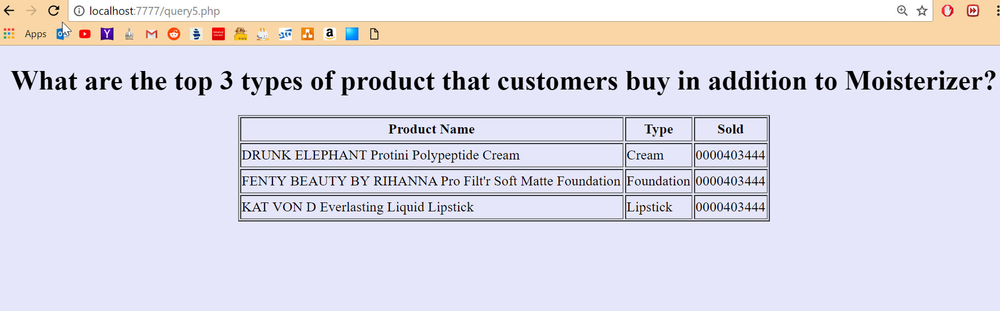 localhost:7777/query5.php
Apps
What are the top 3 types of product that customers buy in addition to Moisterizer?
Product Name Type Sold
DRUNK ELEPHANT Protini Polypeptide Cream Cream 0000403444
FENTY BEAUTY BY RIHANNA Pro Filt'r Soft Matte Foundation Foundation 0000403444
KAT VON D Everlasting Liquid Lipstick Lipstick 0000403444